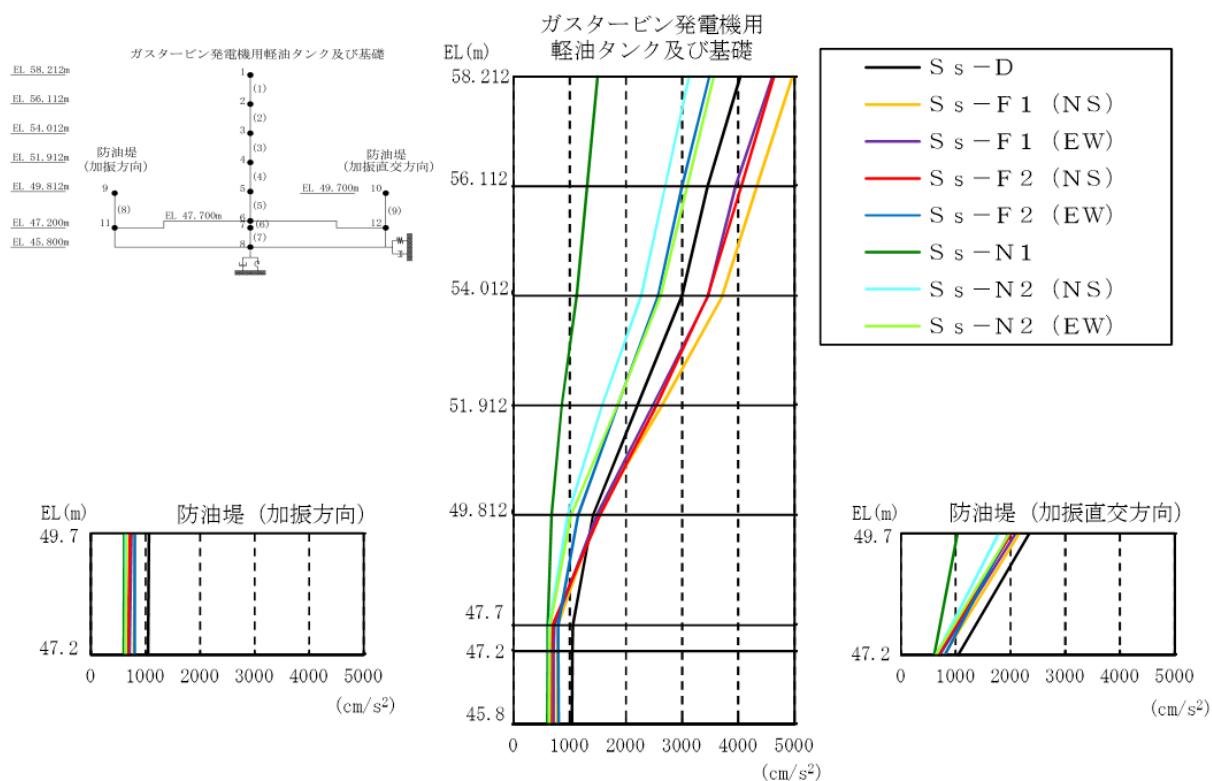 ガスタービン発電機用軽油タンク及び基礎
EL 58.212m
EL 56.112m
EL 54.012m
EL 51.912m
EL 49.812m
EL 47.200m
EL 45.800m
防油堤
(加振方向)
防油堤
(加振直交方向)
EL 49.700m
EL 47.700m
1
2
3
4
5
6
7
8
9
10
11
12
(1)
(2)
(3)
(4)
(5)
(6)
(7)
(8)
(9)
ガスタービン発電機用
軽油タンク及び基礎
EL(m)
58.212
56.112
54.012
51.912
49.812
47.7
47.2
45.8
0 1000 2000 3000 4000 5000
(cm/s²)
Ss-D
Ss-F1 (NS)
Ss-F1 (EW)
Ss-F2 (NS)
Ss-F2 (EW)
Ss-N1
Ss-N2 (NS)
Ss-N2 (EW)
EL(m)
防油堤 (加振方向)
49.7
47.2
0 1000 2000 3000 4000 5000
(cm/s²)
EL(m)
防油堤 (加振直交方向)
49.7
47.2
0 1000 2000 3000 4000 5000
(cm/s²)